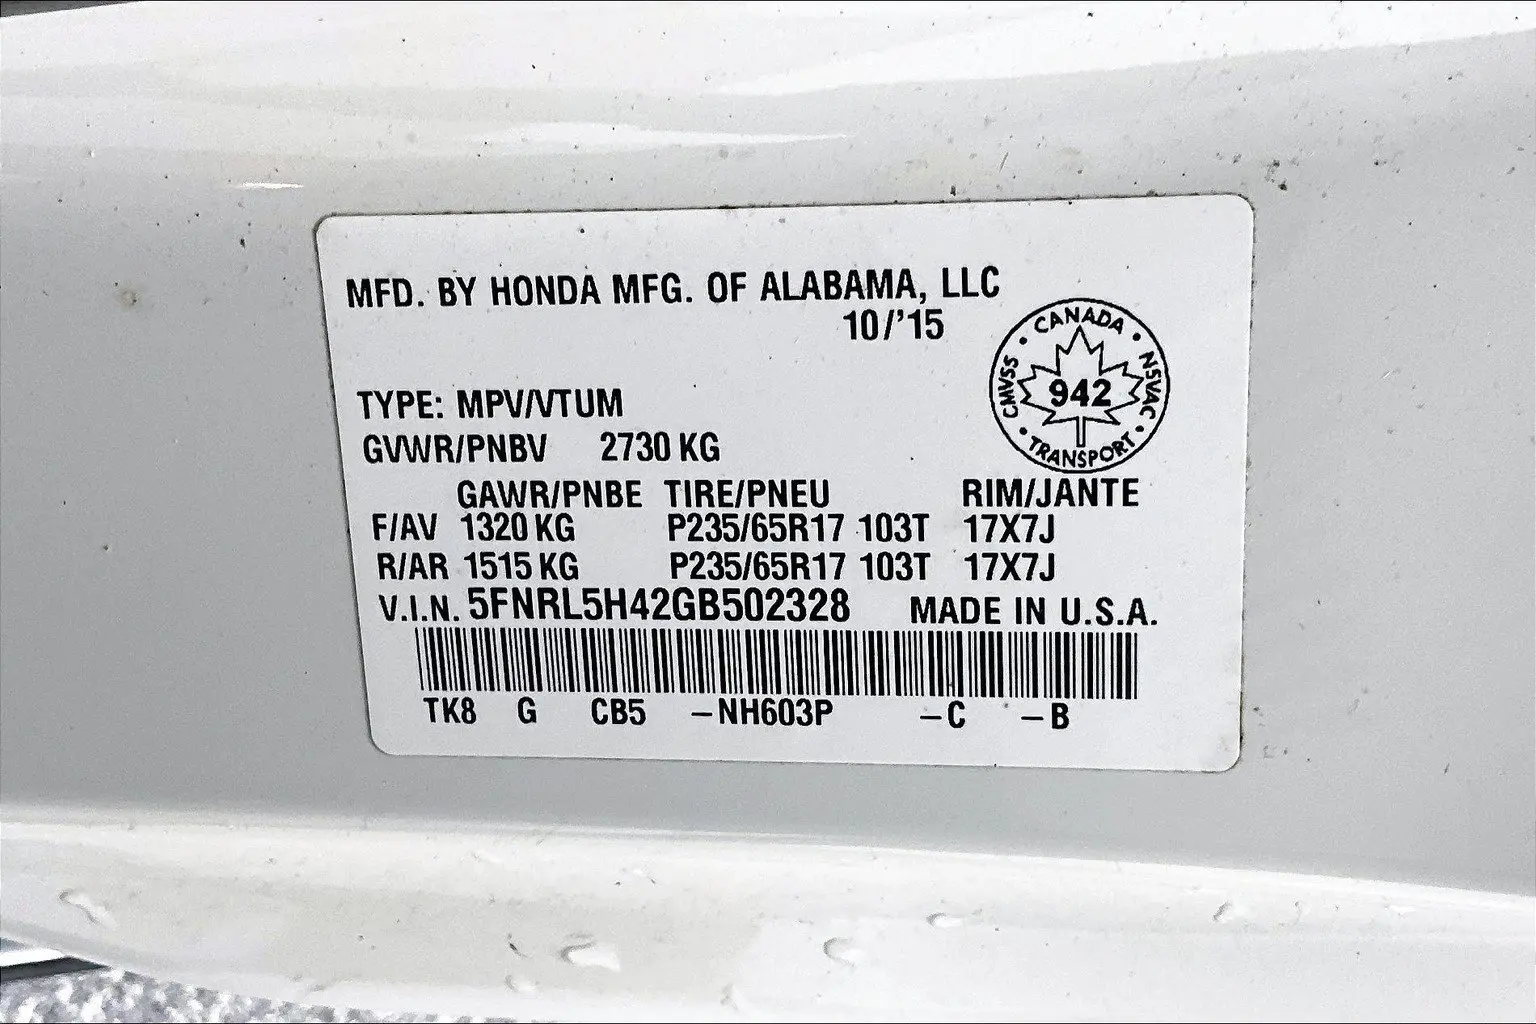 MFD. BY HONDA MFG. OF ALABAMA, LLC
10/'15
CANADA
CMVSS
942
NSVAC
TRANSPORT
TYPE: MPV/VTUM
GVWR/PNBV 2730 KG
GAWR/PNBE TIRE/PNEU RIM/JANTE
F/AV 1320 KG P235/65R17 103T 17X7J
R/AR 1515 KG P235/65R17 103T 17X7J
V.I.N. 5FNRL5H42GB502328 MADE IN U.S.A.
TK8 G CB5 –NH603P –C –B